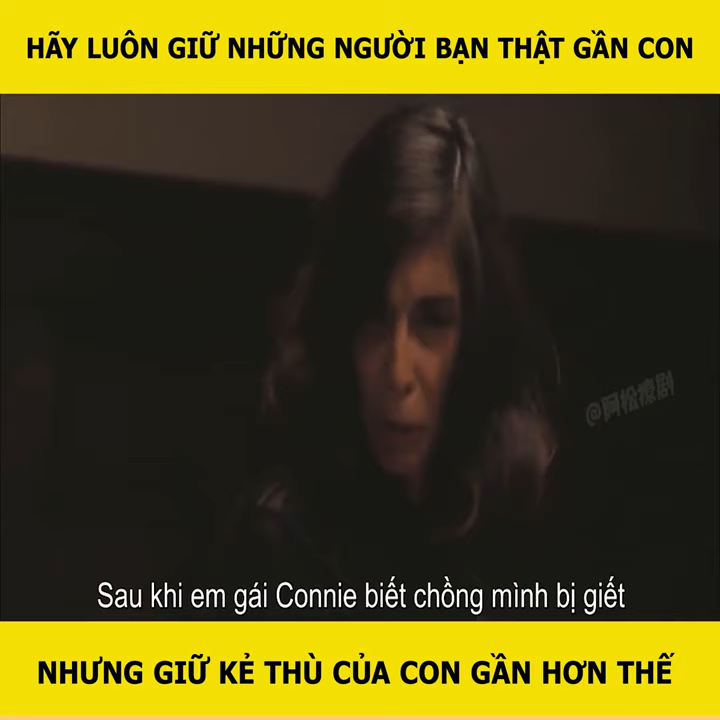 HÃY LUÔN GIỮ NHỮNG NGƯỜI BẠN THẬT GẦN CON
@阿松撩剧
Sau khi em gái Connie biết chồng mình bị giết
NHƯNG GIỮ KẺ THÙ CỦA CON GẦN HƠN THẾ